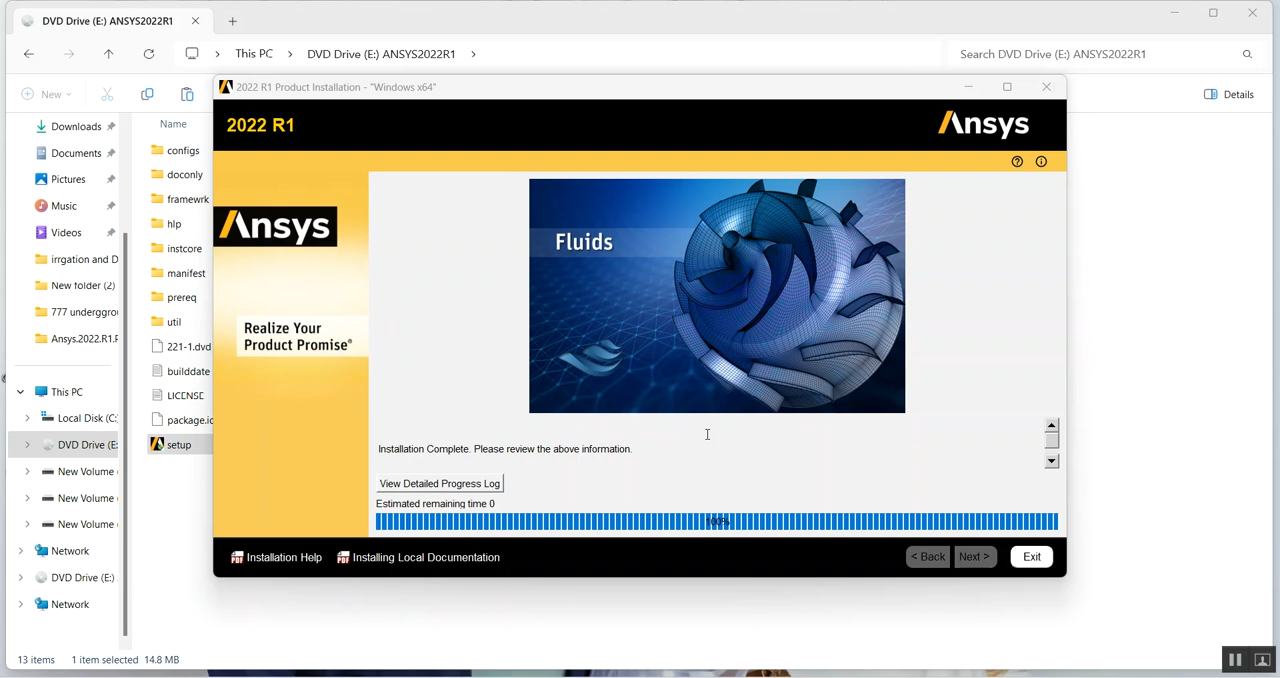 DVD Drive (E:) ANSYS2022R1
This PC > DVD Drive (E:) ANSYS2022R1 >
Search DVD Drive (E:) ANSYS2022R1
New
Details
Downloads
Documents
Pictures
Music
Videos
irrgation and D
New folder (2)
777 underggrou
Ansys.2022.R1.F
This PC
Local Disk (C:
DVD Drive (E:
New Volume
New Volume
New Volume
Network
DVD Drive (E:)
Network
Name
configs
doconly
framewrk
hlp
instcore
manifest
prereq
util
221-1.dvd
builddate
LICENSE
package.id
setup
2022 R1 Product Installation - "Windows x64"
2022 R1
Ansys
Ansys
Realize Your
Product Promise®
Fluids
Installation Complete. Please review the above information.
View Detailed Progress Log
Estimated remaining time 0
100%
Installation Help
Installing Local Documentation
< Back
Next >
Exit
13 items 1 item selected 14.8 MB